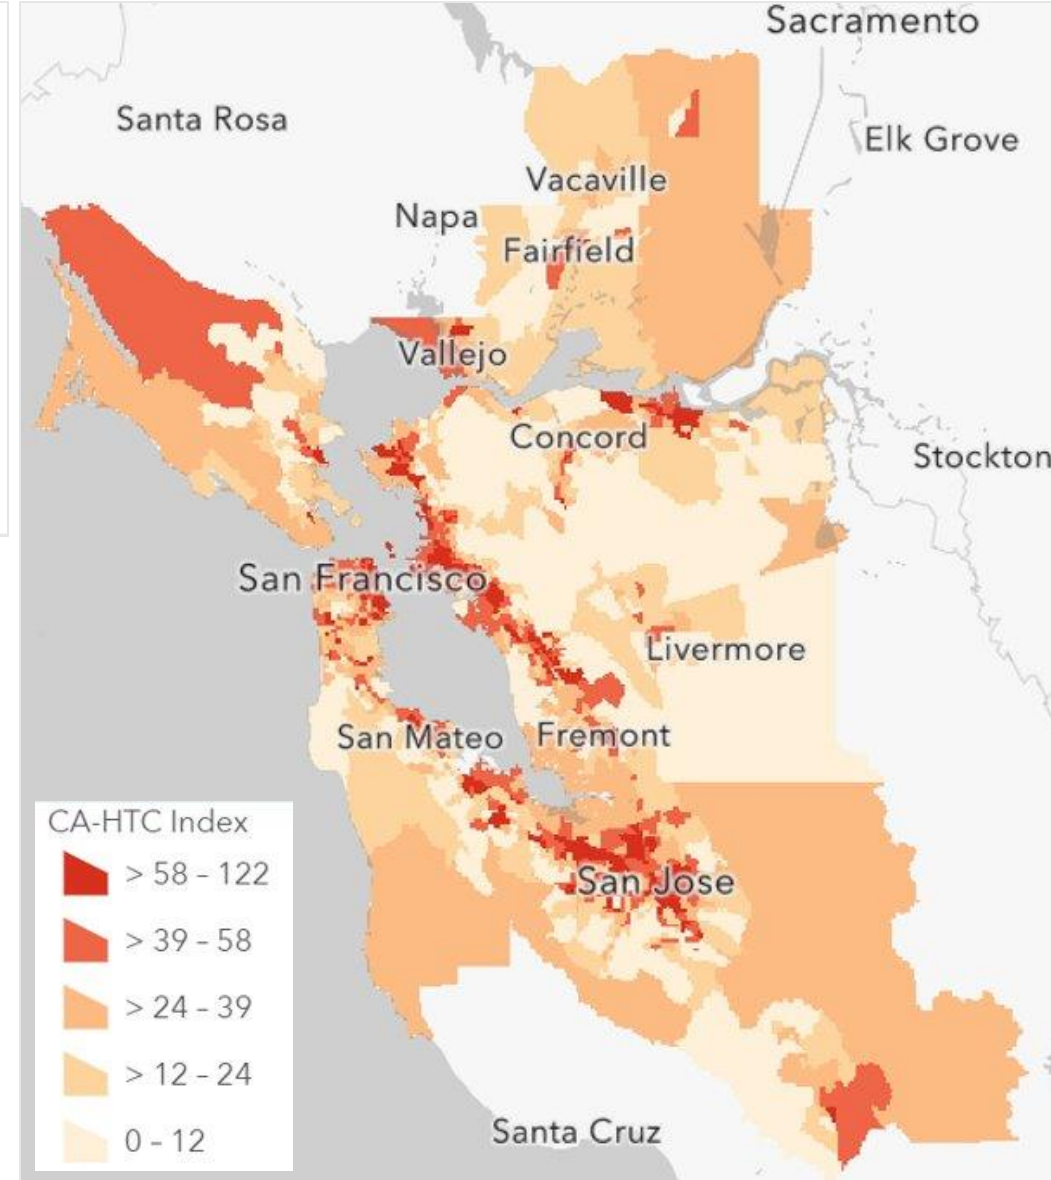 Sacramento
Santa Rosa
Elk Grove
Vacaville
Napa
Fairfield
Vallejo
Concord
Stockton
San Francisco
Livermore
San Mateo
Fremont
CA-HTC Index
> 58 - 122
> 39 - 58
> 24 - 39
> 12 - 24
0 - 12
San Jose
Santa Cruz